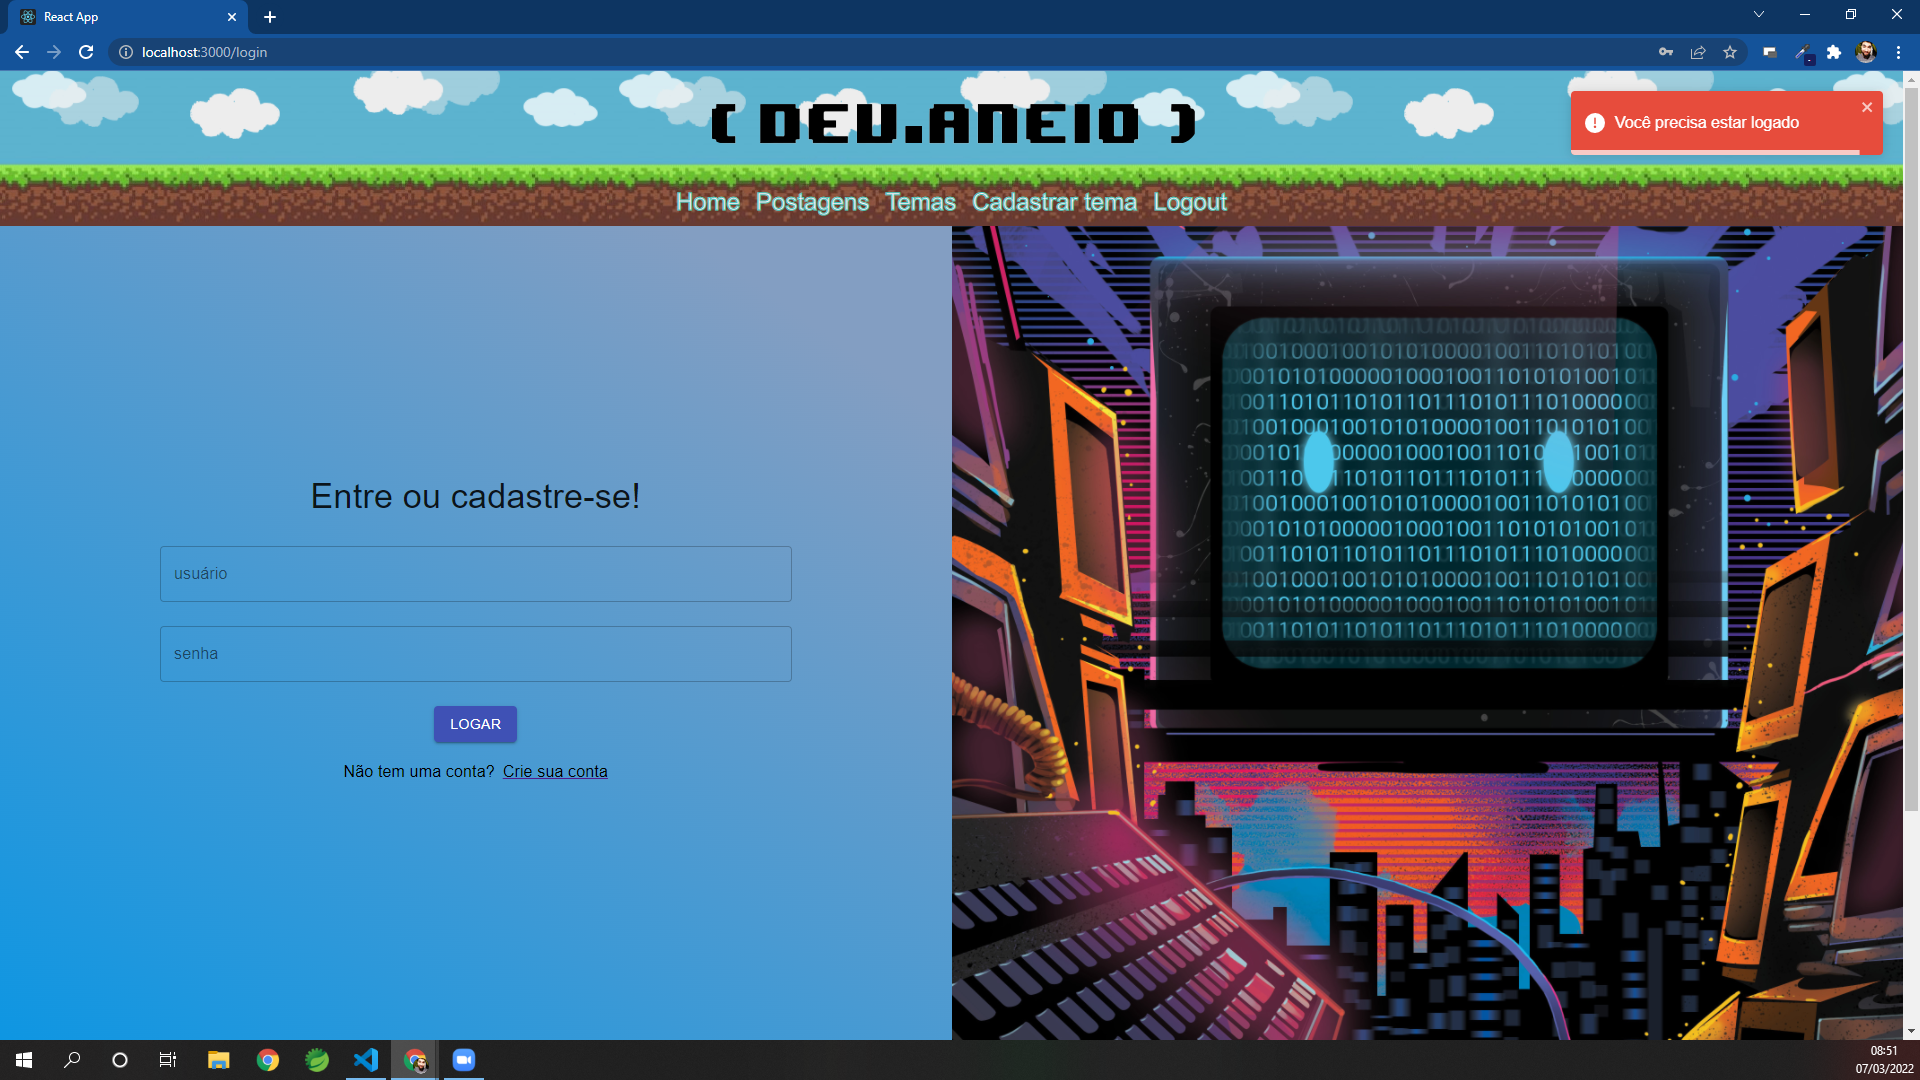 React App
localhost:3000/login
( DEV.ANEIO )
Você precisa estar logado
Home Postagens Temas Cadastrar tema Logout
Entre ou cadastre-se!
usuário
senha
LOGAR
Não tem uma conta? Crie sua conta
08:51
07/03/2022